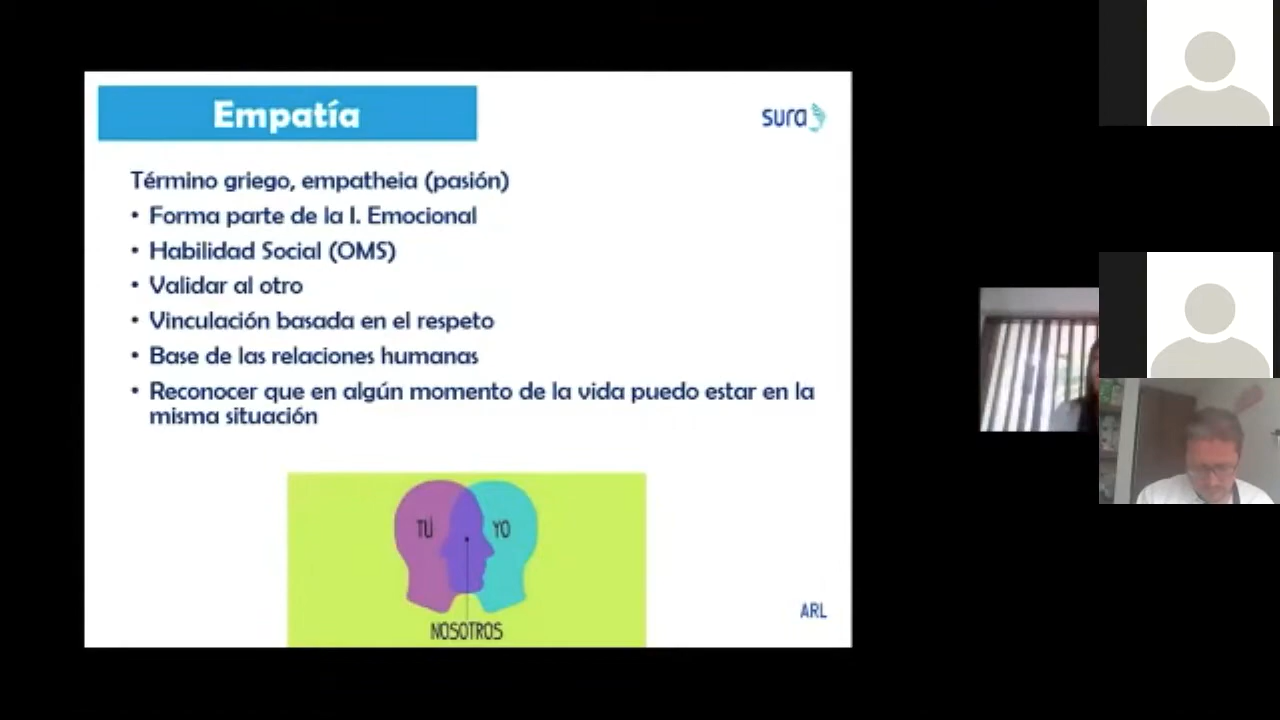 Empatía
sura
Término griego, empatheia (pasión)
• Forma parte de la I. Emocional
• Habilidad Social (OMS)
• Validar al otro
• Vinculación basada en el respeto
• Base de las relaciones humanas
• Reconocer que en algún momento de la vida puedo estar en la
misma situación
TÚ YO
NOSOTROS
ARL